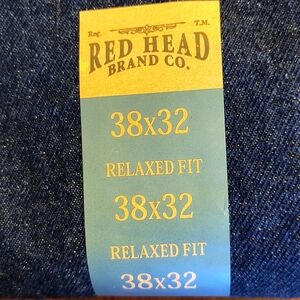 Reg. T.M.
RED HEAD
BRAND CO.
38x32
RELAXED FIT
38x32
RELAXED FIT
38x32